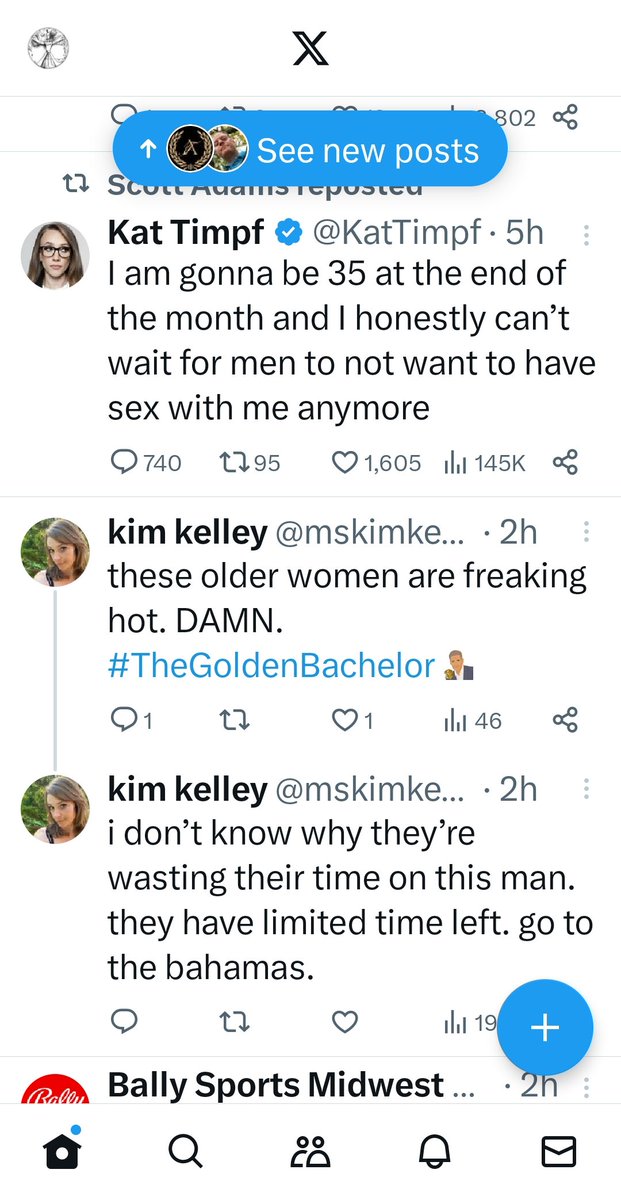 802
See new posts
Scott Adams reposted
Kat Timpf @KatTimpf · 5h
I am gonna be 35 at the end of
the month and I honestly can’t
wait for men to not want to have
sex with me anymore
740 95 1,605 145K
kim kelley @mskimke... · 2h
these older women are freaking
hot. DAMN.
#TheGoldenBachelor
1 1 46
kim kelley @mskimke... · 2h
i don’t know why they’re
wasting their time on this man.
they have limited time left. go to
the bahamas.
19
Bally
Bally Sports Midwest ... · 2h